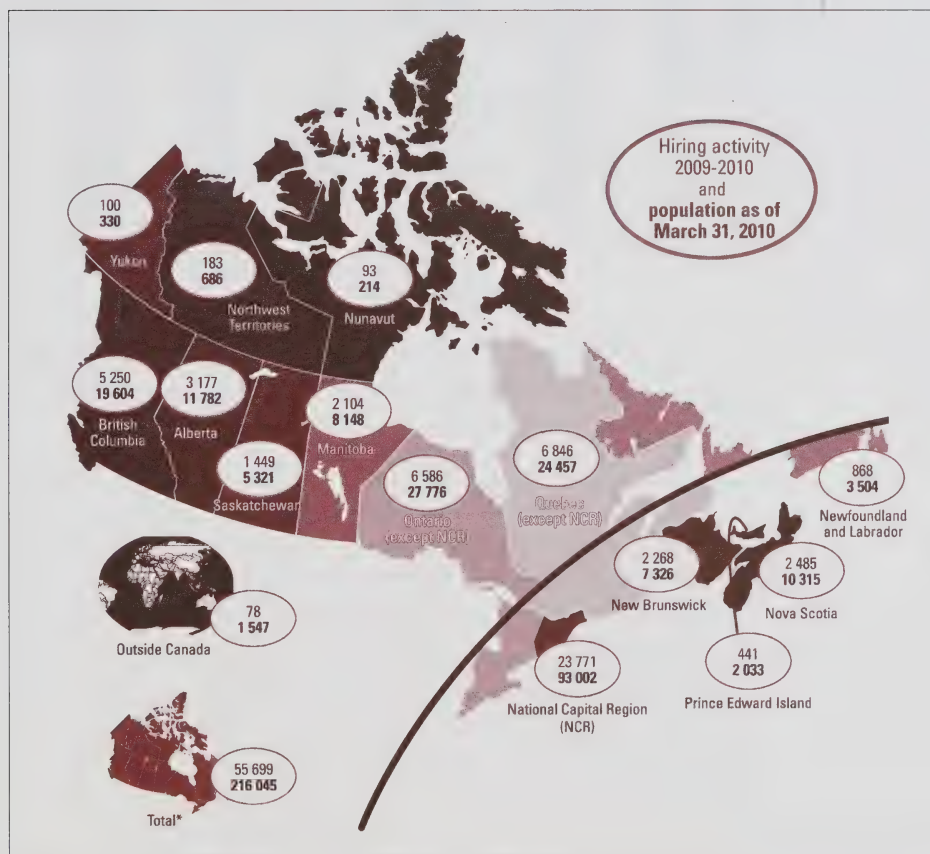 Hiring activity
2009-2010
and
population as of
March 31, 2010
100
330
Yukon
183
686
Northwest
Territories
93
214
Nunavut
5 250
19 604
British
Columbia
3 177
11 782
Alberta
1 449
5 321
Saskatchewan
2 104
8 148
Manitoba
6 586
27 776
Ontario
(except NCR)
6 846
24 457
Quebec
(except NCR)
868
3 504
Newfoundland
and Labrador
2 268
7 326
New Brunswick
2 485
10 315
Nova Scotia
441
2 033
Prince Edward Island
23 771
93 002
National Capital Region
(NCR)
78
1 547
Outside Canada
55 699
216 045
Total*